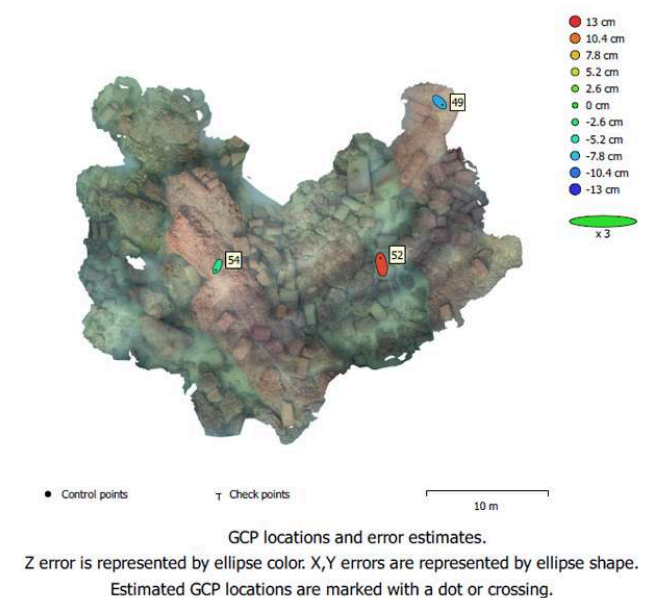 13 cm
10.4 cm
7.8 cm
5.2 cm
2.6 cm
0 cm
-2.6 cm
-5.2 cm
-7.8 cm
-10.4 cm
-13 cm
x 3
49
54
52
Control points
Check points
10 m
GCP locations and error estimates.
Z error is represented by ellipse color. X,Y errors are represented by ellipse shape.
Estimated GCP locations are marked with a dot or crossing.